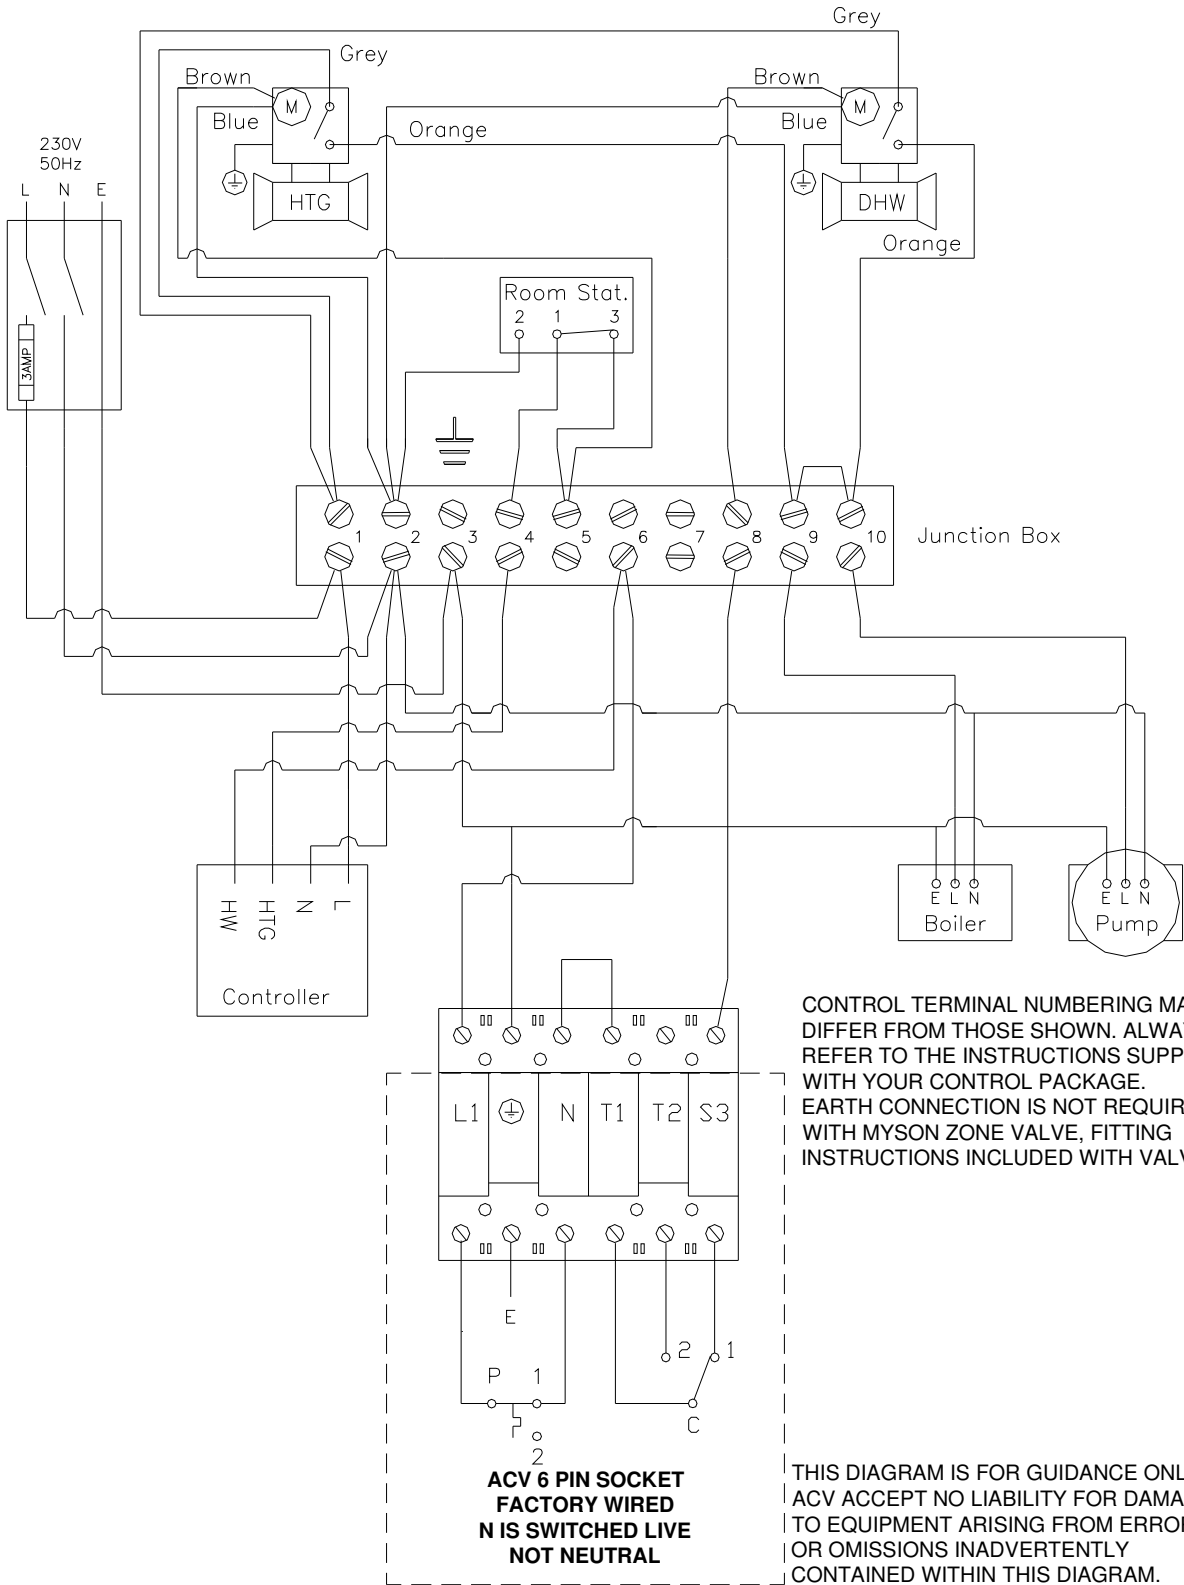 Grey
Grey
Brown
Brown
M
M
Blue
Blue
Orange
230V
50Hz
L N E
HTG
DHW
Orange
Room Stat.
2 1 3
3AMP
1 2 3 4 5 6 7 8 9 10
Junction Box
HW HTG N L
Controller
E L N
Boiler
E L N
Pump
CONTROL TERMINAL NUMBERING MA
DIFFER FROM THOSE SHOWN. ALWA
REFER TO THE INSTRUCTIONS SUPP
WITH YOUR CONTROL PACKAGE.
EARTH CONNECTION IS NOT REQUIR
WITH MYSON ZONE VALVE, FITTING
INSTRUCTIONS INCLUDED WITH VAL
L1 N T1 T2 S3
E
2 1
P 1
C
2
ACV 6 PIN SOCKET
FACTORY WIRED
N IS SWITCHED LIVE
NOT NEUTRAL
THIS DIAGRAM IS FOR GUIDANCE ONL
ACV ACCEPT NO LIABILITY FOR DAMA
TO EQUIPMENT ARISING FROM ERRO
OR OMISSIONS INADVERTENTLY
CONTAINED WITHIN THIS DIAGRAM.